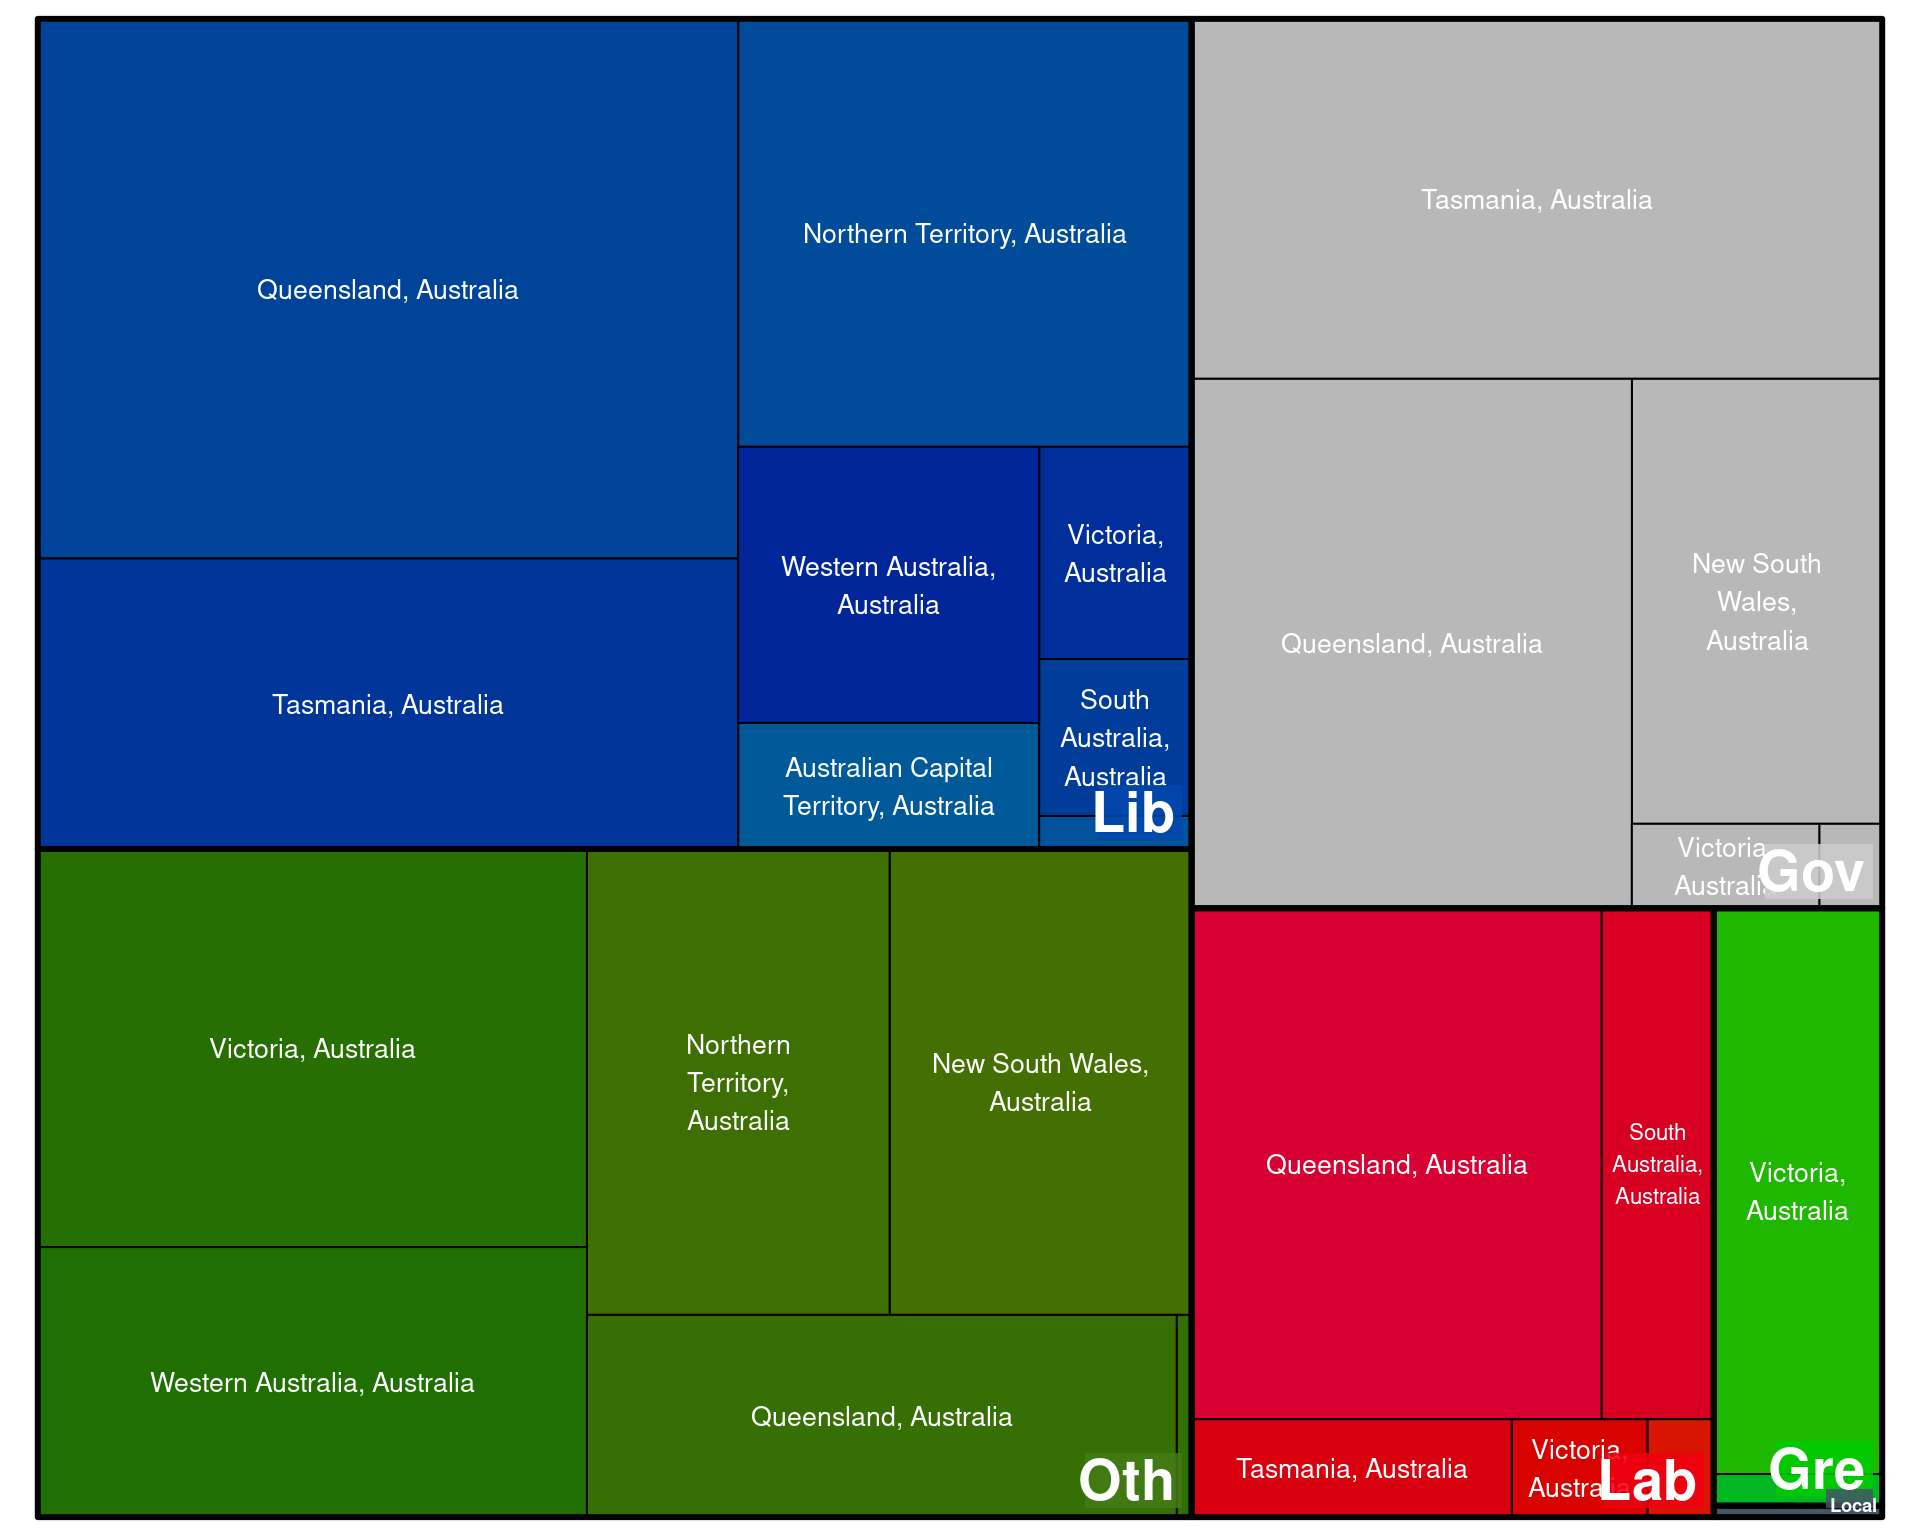 Queensland, Australia
Northern Territory, Australia
Tasmania, Australia
Western Australia,
Australia
Victoria,
Australia
South
Australia,
Australia
Australian Capital
Territory, Australia
Lib
Tasmania, Australia
Queensland, Australia
New South
Wales,
Australia
Victoria,
Australia
Gov
Victoria, Australia
Northern
Territory,
Australia
New South Wales,
Australia
Western Australia, Australia
Queensland, Australia
Oth
Queensland, Australia
South
Australia,
Australia
Tasmania, Australia
Victoria,
Australia
Lab
Victoria,
Australia
Gre
Local